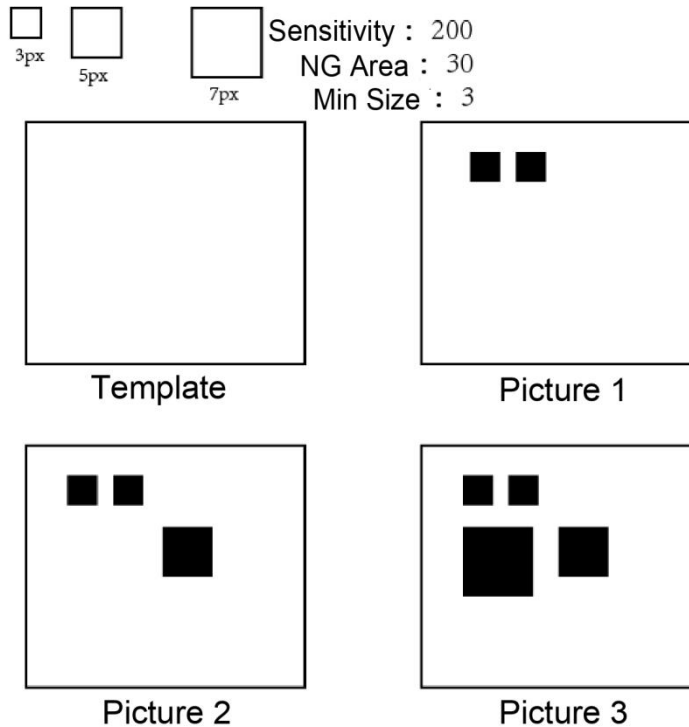 3px
5px
7px
Sensitivity : 200
NG Area : 30
Min Size : 3
Template
Picture 1
Picture 2
Picture 3